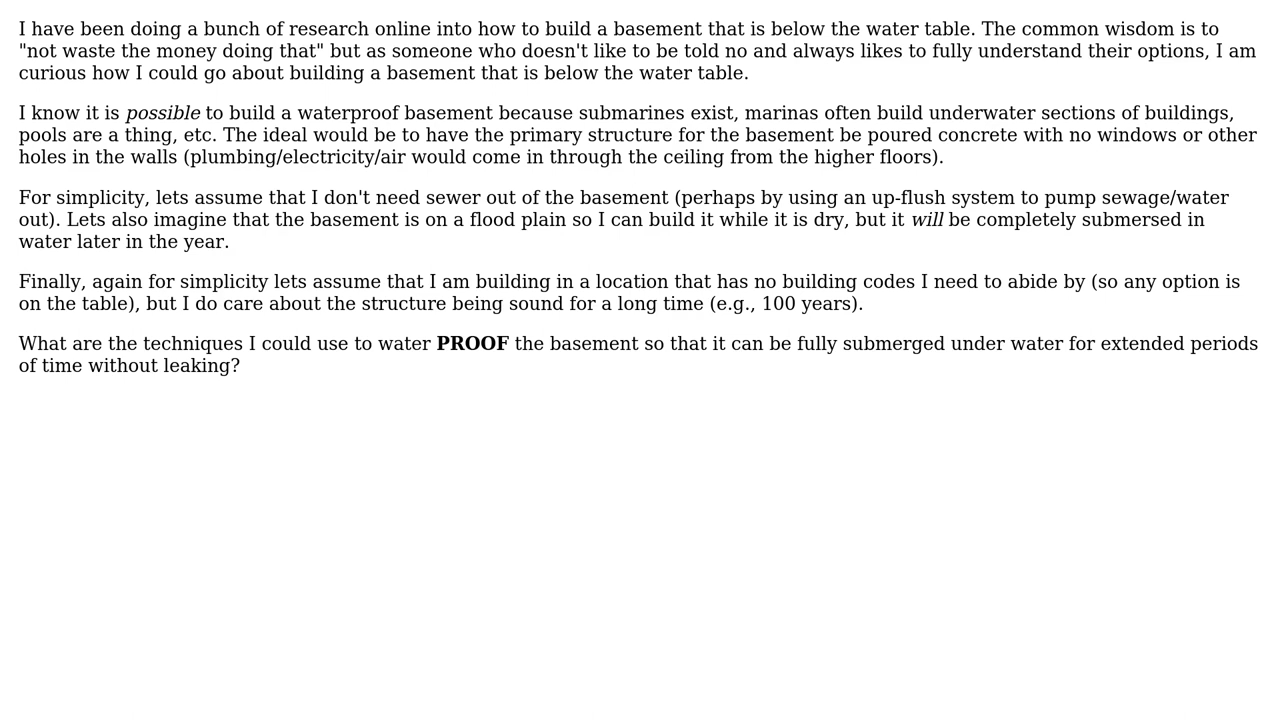 I have been doing a bunch of research online into how to build a basement that is below the water table. The common wisdom is to
"not waste the money doing that" but as someone who doesn't like to be told no and always likes to fully understand their options, I am
curious how I could go about building a basement that is below the water table.
I know it is possible to build a waterproof basement because submarines exist, marinas often build underwater sections of buildings,
pools are a thing, etc. The ideal would be to have the primary structure for the basement be poured concrete with no windows or other
holes in the walls (plumbing/electricity/air would come in through the ceiling from the higher floors).
For simplicity, lets assume that I don't need sewer out of the basement (perhaps by using an up-flush system to pump sewage/water
out). Lets also imagine that the basement is on a flood plain so I can build it while it is dry, but it will be completely submersed in
water later in the year.
Finally, again for simplicity lets assume that I am building in a location that has no building codes I need to abide by (so any option is
on the table), but I do care about the structure being sound for a long time (e.g., 100 years).
What are the techniques I could use to water PROOF the basement so that it can be fully submerged under water for extended periods
of time without leaking?